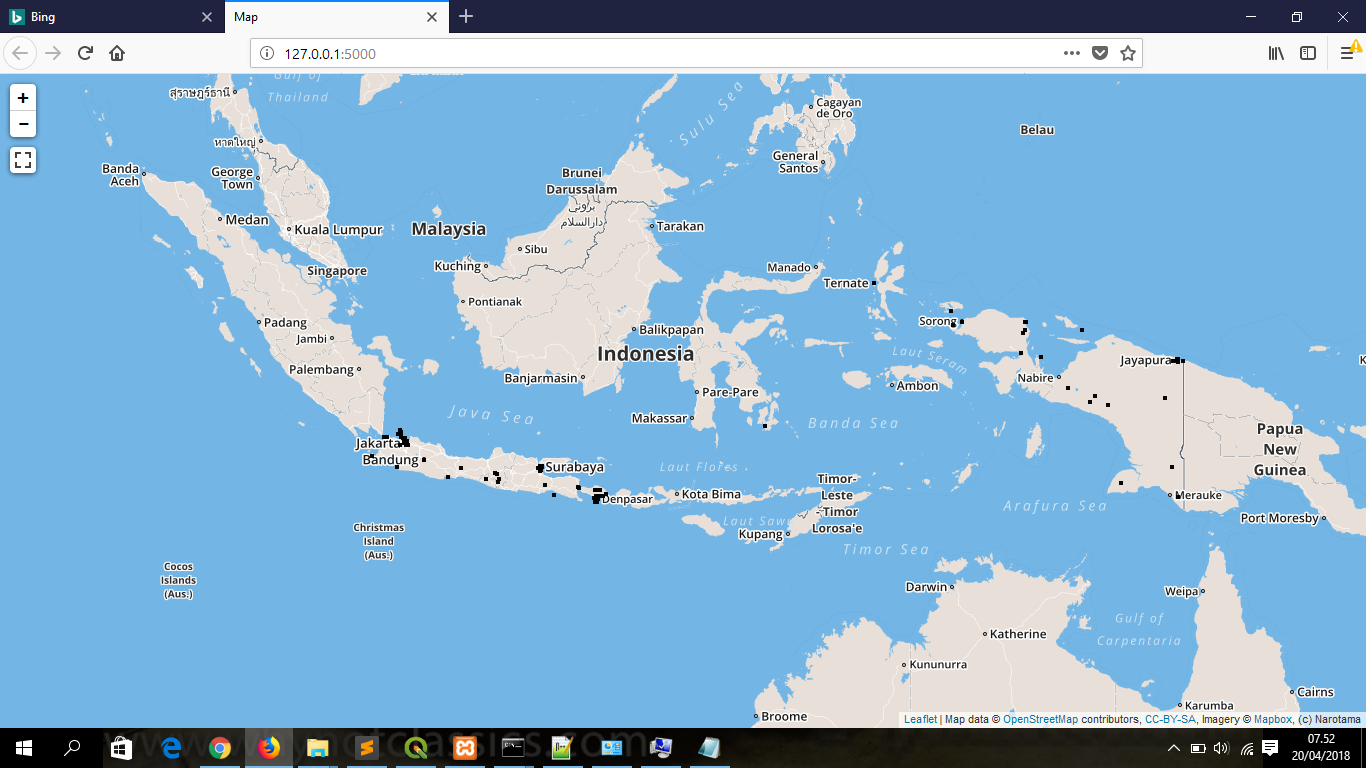 Bing
Map
127.0.0.1:5000
+
−
Gulf of
Thailand
สุราษฎร์ธานี
หาดใหญ่
Banda
Aceh
George
Town
Medan
Kuala Lumpur
Malaysia
Singapore
Brunei
Darussalam
بروني
دارالسلام
Sulu Sea
Cagayan
de Oro
General
Santos
Belau
Tarakan
Sibu
Kuching
Pontianak
Manado
Ternate
Sorong
Padang
Jambi
Palembang
Balikpapan
Indonesia
Banjarmasin
Pare-Pare
Makassar
Laut Seram
Ambon
Nabire
Jayapura
Java Sea
Banda Sea
Papua
New
Guinea
Jakarta
Bandung
Surabaya
Laut Flores
Denpasar
Kota Bima
Timor-
Leste
- Timor
Lorosa'e
Laut Sawu
Kupang
Merauke
Arafura Sea
Port Moresby
Christmas
Island
(Aus.)
Timor Sea
Cocos
Islands
(Aus.)
Darwin
Weipa
Gulf of
Carpentaria
Katherine
Kununurra
Cairns
Karumba
Broome
Leaflet | Map data © OpenStreetMap contributors, CC-BY-SA, Imagery © Mapbox, (c) Narotama
07.52
20/04/2018